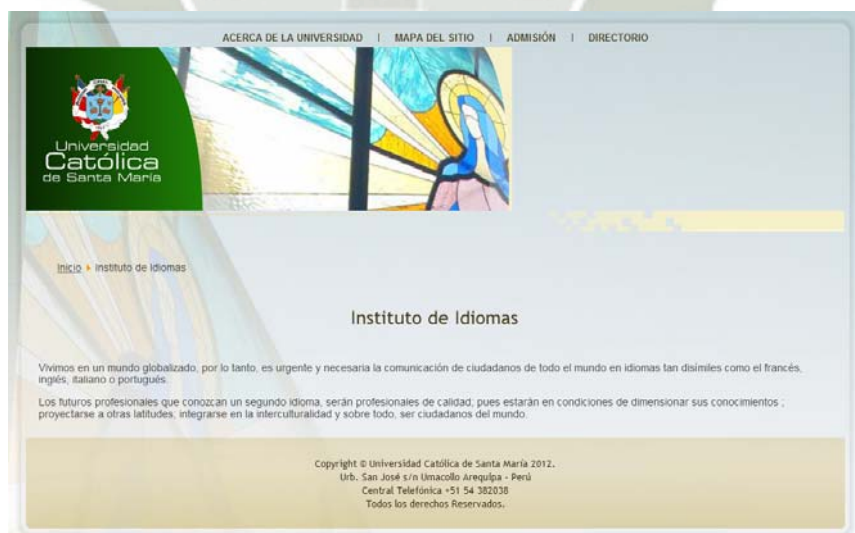 ACERCA DE LA UNIVERSIDAD | MAPA DEL SITIO | ADMISIÓN | DIRECTORIO
Universidad
Católica
de Santa María
Inicio Instituto de Idiomas
Instituto de Idiomas
Vivimos en un mundo globalizado, por lo tanto, es urgente y necesaria la comunicación de ciudadanos de todo el mundo en idiomas tan disímiles como el francés,
inglés, italiano o portugués.
Los futuros profesionales que conozcan un segundo idioma, serán profesionales de calidad; pues estarán en condiciones de dimensionar sus conocimientos ;
proyectarse a otras latitudes, integrarse en la interculturalidad y sobre todo, ser ciudadanos del mundo.
Copyright © Universidad Católica de Santa María 2012.
Urb. San José s/n Umacollo Arequipa - Perú
Central Telefónica +51 54 382038
Todos los derechos Reservados.